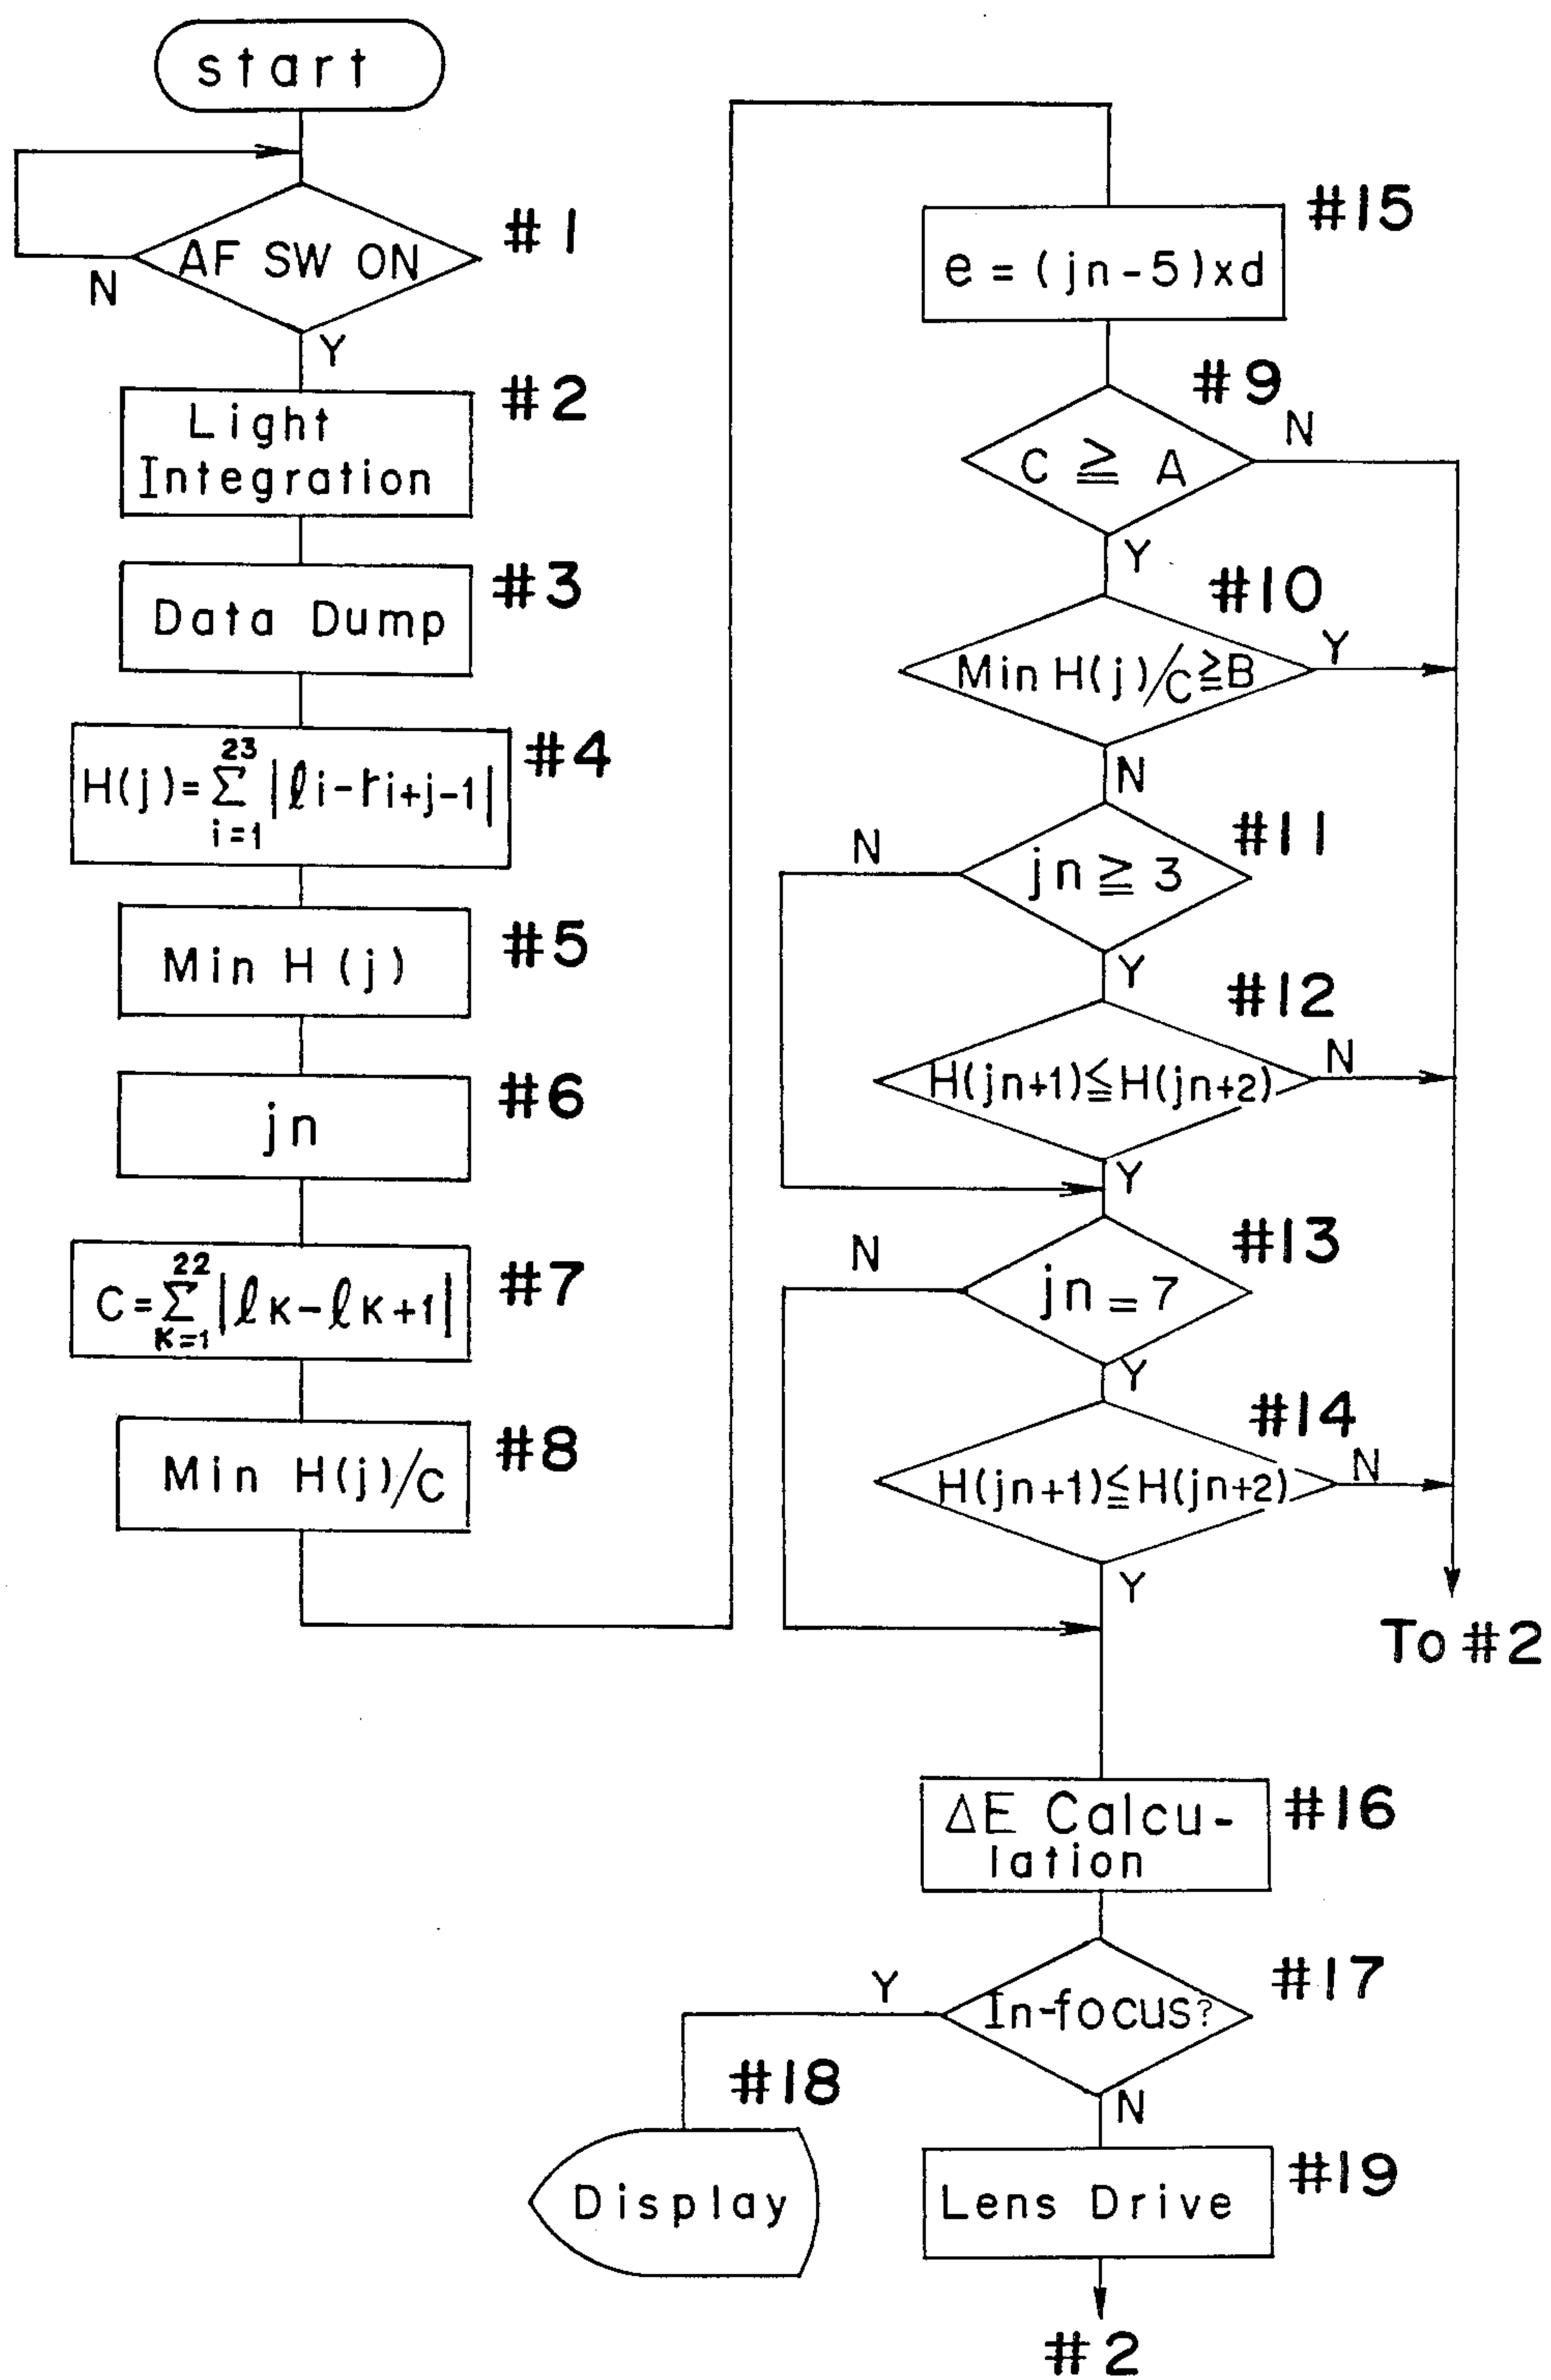 start
AF SW ON
#1
N
Y
Light
Integration
#2
Data Dump
#3
H(j)=∑|ℓi-ri+j-1|
23
i=1
#4
Min H(j)
#5
jn
#6
C=∑|ℓK-ℓK+1|
22
K=1
#7
Min H(j)/C
#8
e=(jn-5)xd
#15
C ≧ A
#9
N
Y
Min H(j)/C≧B
#10
Y
N
jn ≧ 3
#11
N
Y
H(jn+1)≦H(jn+2)
#12
N
Y
jn = 7
#13
N
Y
H(jn+1)≦H(jn+2)
#14
N
Y
To #2
ΔE Calcu-
lation
#16
In-focus?
#17
Y
N
Display
#18
Lens Drive
#19
#2